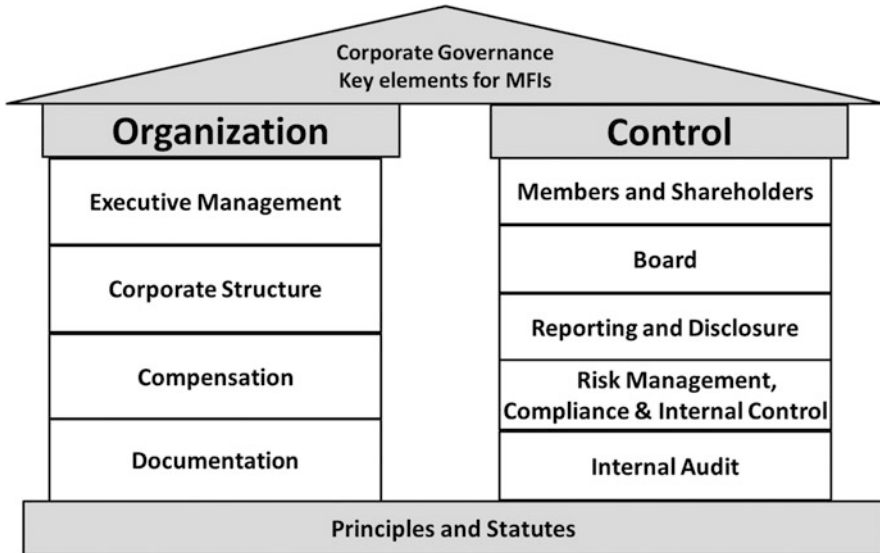 Corporate Governance
Key elements for MFIs
Organization
Executive Management
Corporate Structure
Compensation
Documentation
Control
Members and Shareholders
Board
Reporting and Disclosure
Risk Management,
Compliance & Internal Control
Internal Audit
Principles and Statutes